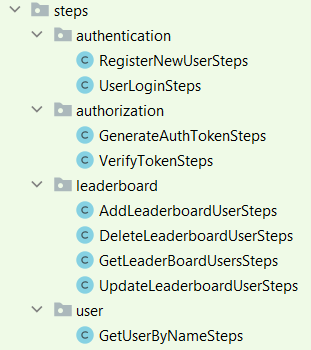 steps
authentication
RegisterNewUserSteps
UserLoginSteps
authorization
GenerateAuthTokenSteps
VerifyTokenSteps
leaderboard
AddLeaderboardUserSteps
DeleteLeaderboardUserSteps
GetLeaderBoardUsersSteps
UpdateLeaderboardUserSteps
user
GetUserByNameSteps